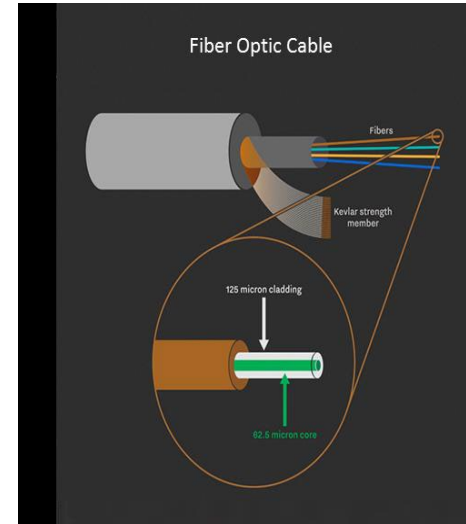 Fiber Optic Cable
Fibers
Kevlar strength
member
125 micron cladding
62.5 micron core